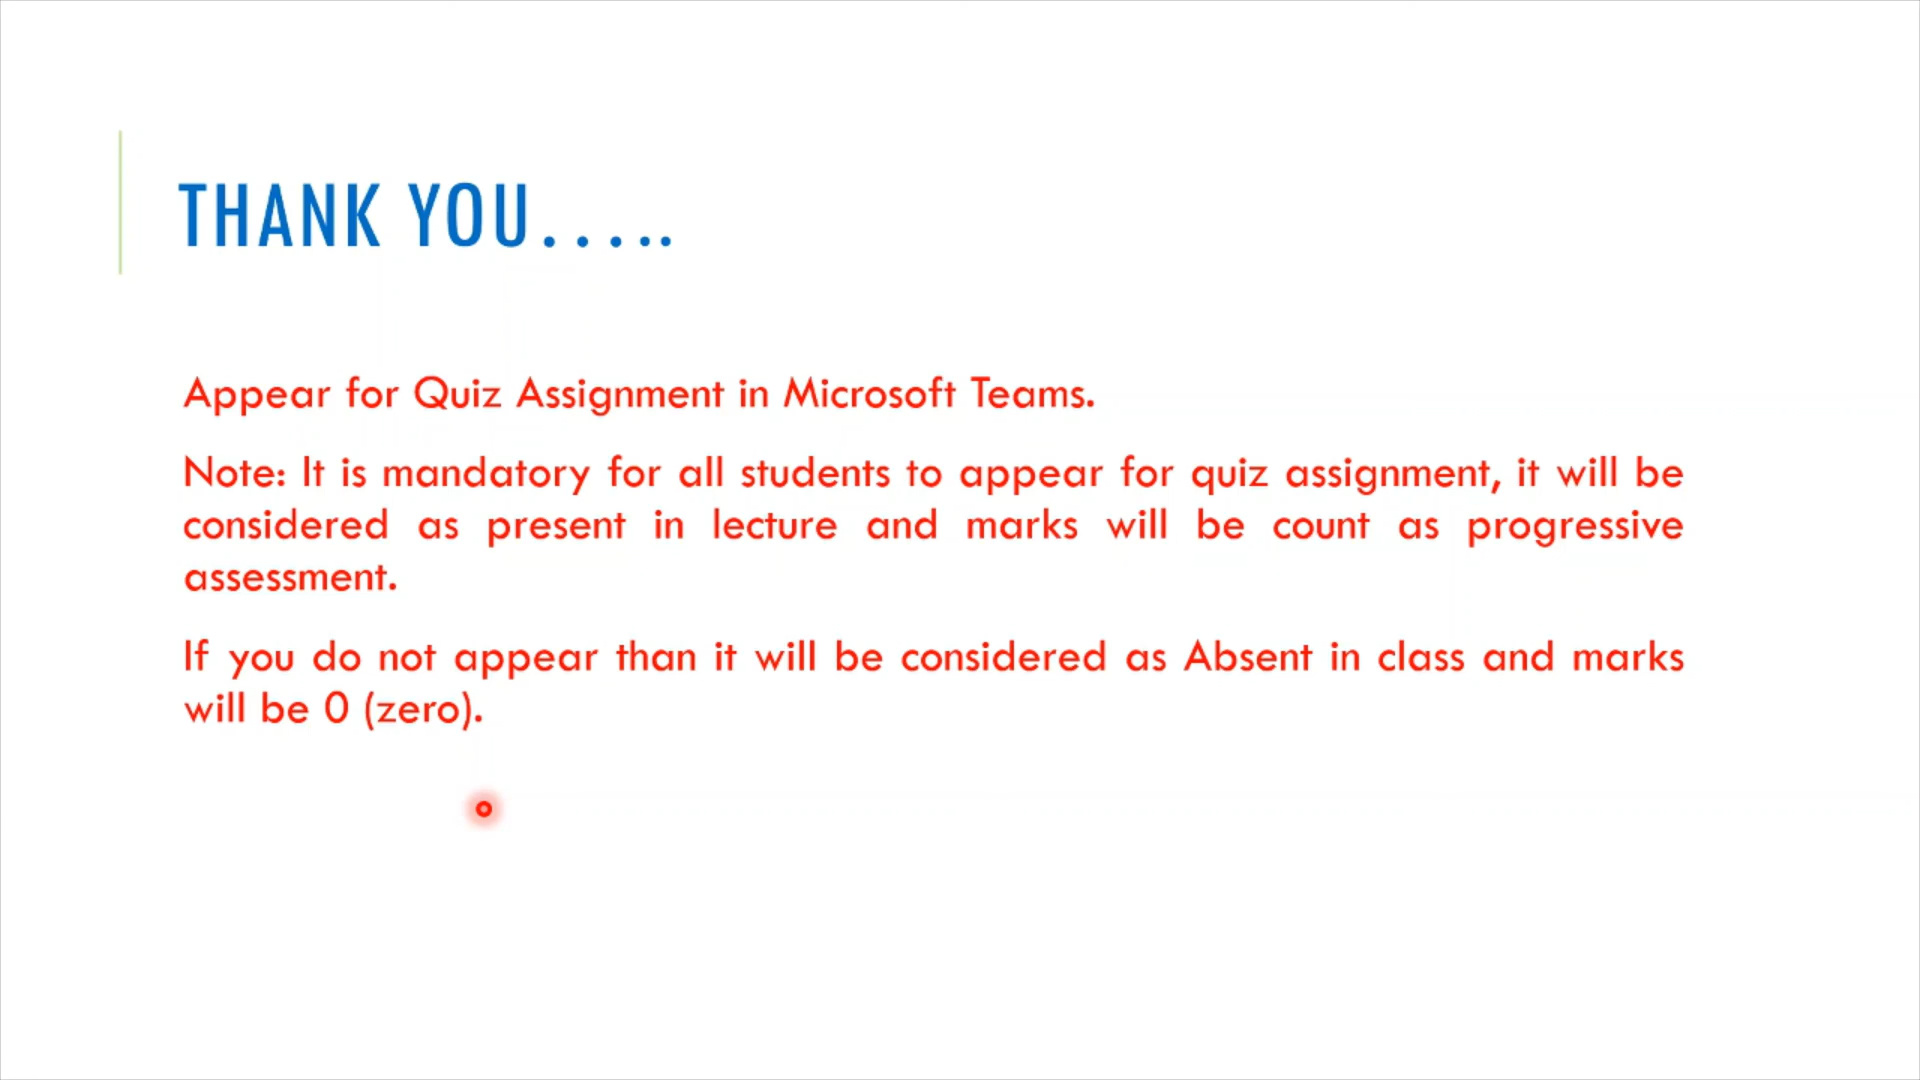 THANK YOU…..
Appear for Quiz Assignment in Microsoft Teams.
Note: It is mandatory for all students to appear for quiz assignment, it will be
considered as present in lecture and marks will be count as progressive
assessment.
If you do not appear than it will be considered as Absent in class and marks
will be 0 (zero).